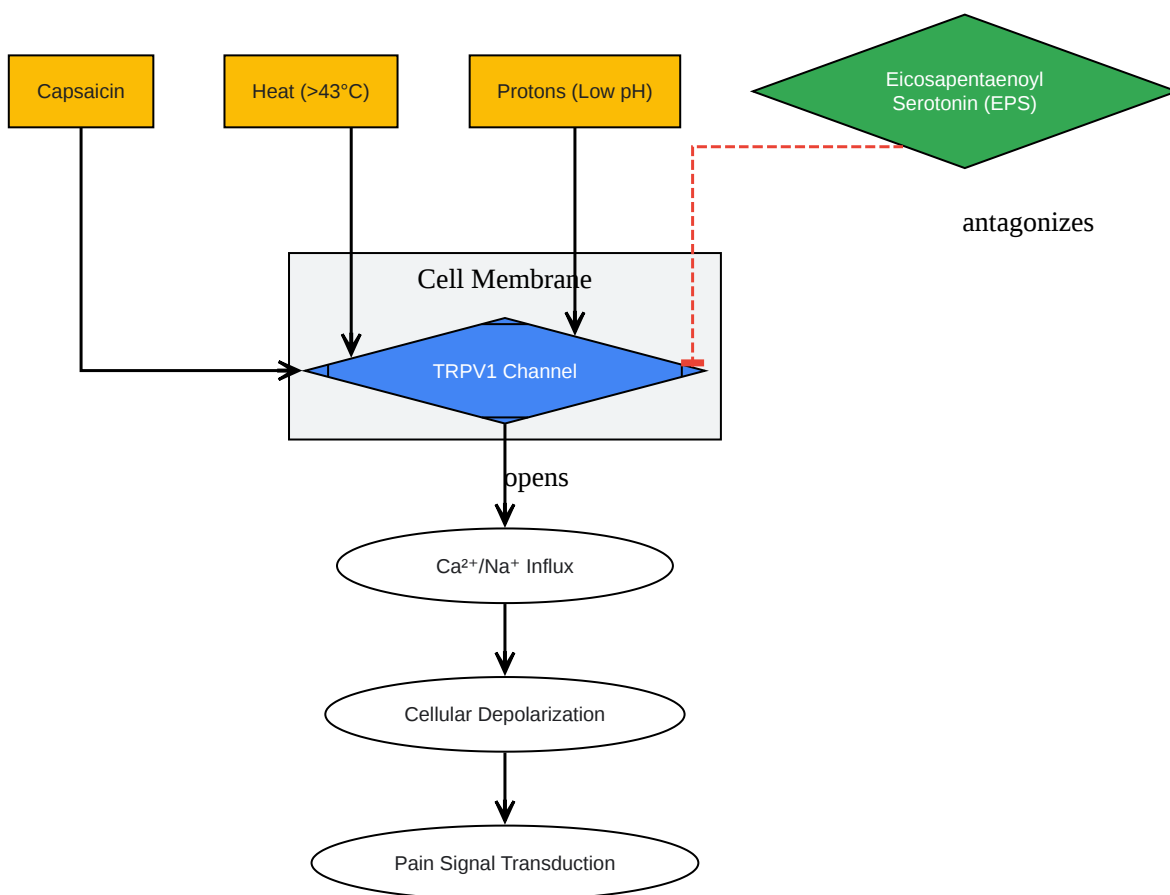 Capsaicin
Heat (>43°C)
Protons (Low pH)
Eicosapentaenoyl
Serotonin (EPS)
antagonizes
Cell Membrane
TRPV1 Channel
opens
Ca²⁺/Na⁺ Influx
Cellular Depolarization
Pain Signal Transduction